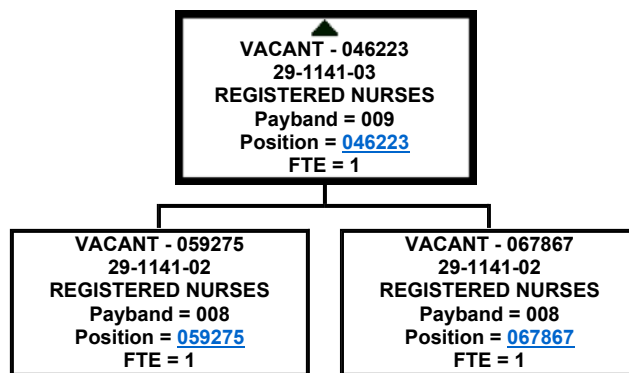 VACANT - 046223
29-1141-03
REGISTERED NURSES
Payband = 009
Position = 046223
FTE = 1
VACANT - 059275
29-1141-02
REGISTERED NURSES
Payband = 008
Position = 059275
FTE = 1
VACANT - 067867
29-1141-02
REGISTERED NURSES
Payband = 008
Position = 067867
FTE = 1